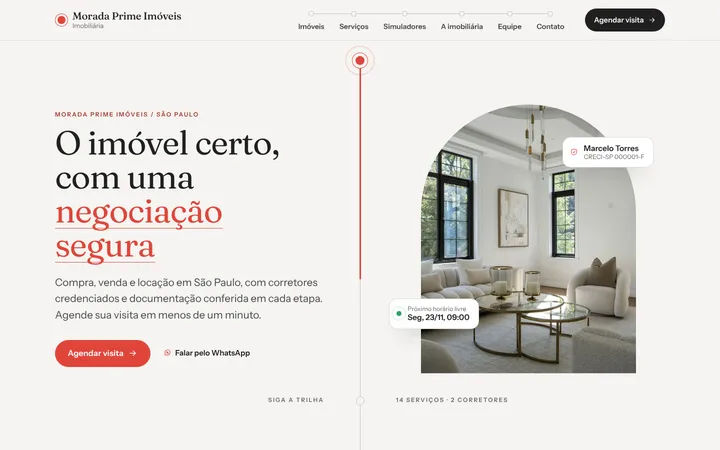 Morada Prime Imóveis
Imobiliária
Imóveis
Serviços
Simuladores
A imobiliária
Equipe
Contato
Agendar visita →
MORADA PRIME IMÓVEIS / SÃO PAULO
O imóvel certo,
com uma
negociação
segura
Compra, venda e locação em São Paulo, com corretores
credenciados e documentação conferida em cada etapa.
Agende sua visita em menos de um minuto.
Agendar visita →
Falar pelo WhatsApp
Marcelo Torres
CRECI-SP 000001-F
Próximo horário livre
Seg, 23/11, 09:00
SIGA A TRILHA
14 SERVIÇOS · 2 CORRETORES